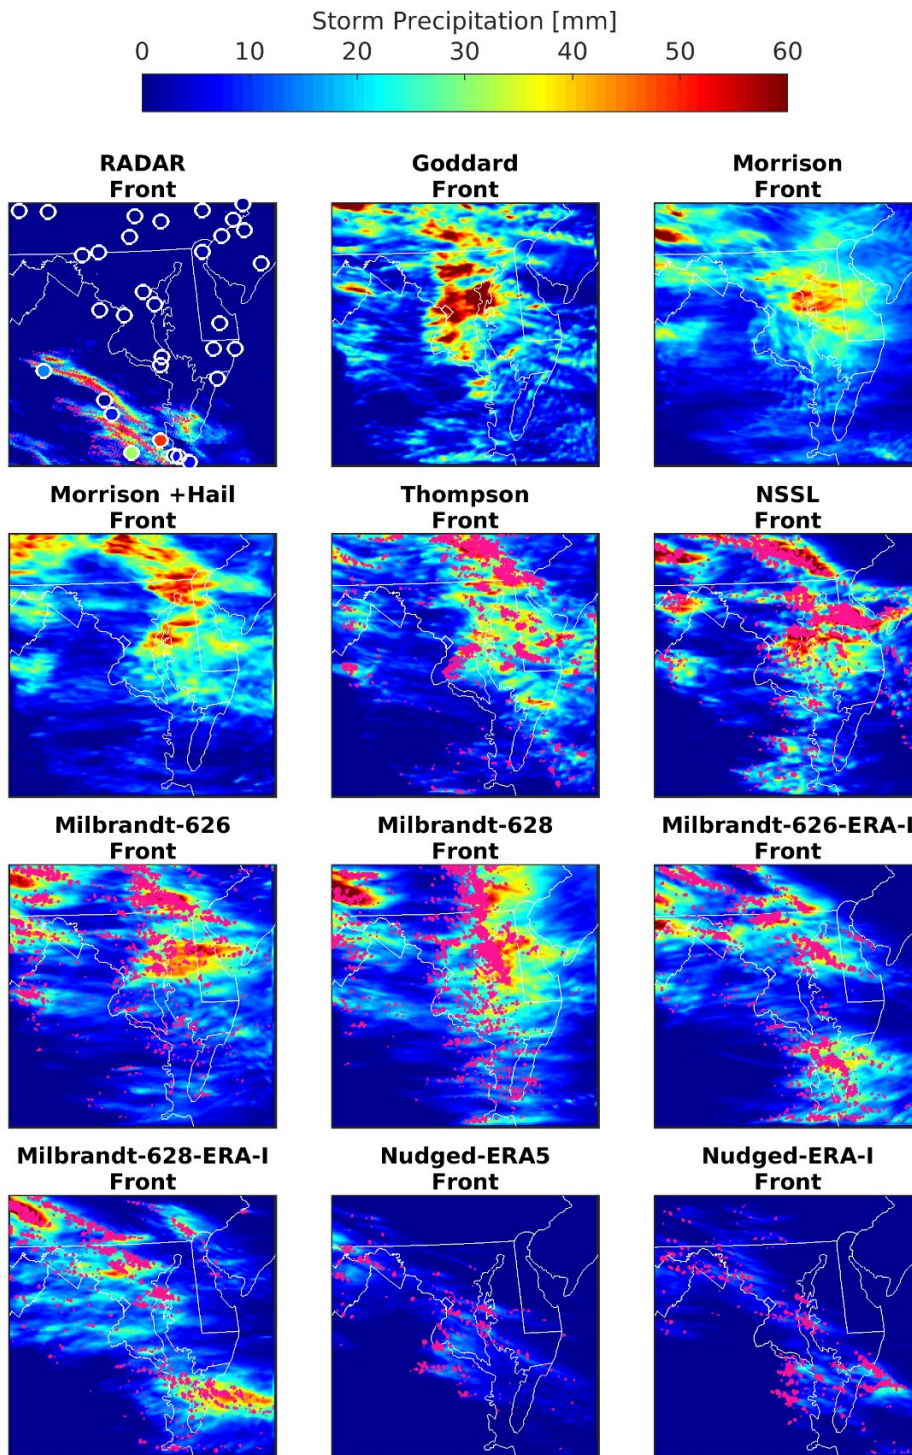 Storm Precipitation [mm]
0 10 20 30 40 50 60
RADAR
Front
Goddard
Front
Morrison
Front
Morrison +Hail
Front
Thompson
Front
NSSL
Front
Milbrandt-626
Front
Milbrandt-628
Front
Milbrandt-626-ERA-I
Front
Milbrandt-628-ERA-I
Front
Nudged-ERA5
Front
Nudged-ERA-I
Front